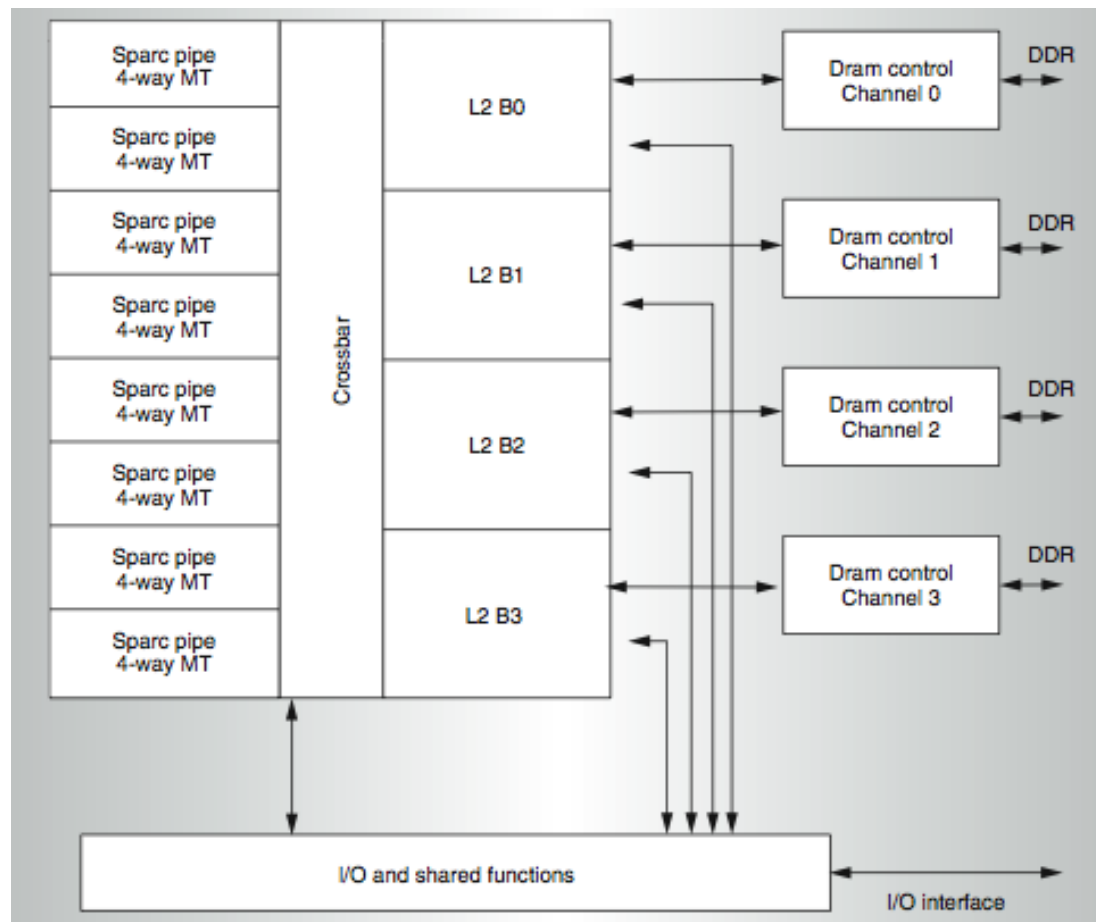 Sparc pipe
4-way MT
Sparc pipe
4-way MT
Sparc pipe
4-way MT
Sparc pipe
4-way MT
Sparc pipe
4-way MT
Sparc pipe
4-way MT
Sparc pipe
4-way MT
Sparc pipe
4-way MT
Crossbar
L2 B0
L2 B1
L2 B2
L2 B3
Dram control
Channel 0
DDR
Dram control
Channel 1
DDR
Dram control
Channel 2
DDR
Dram control
Channel 3
DDR
I/O and shared functions
I/O interface